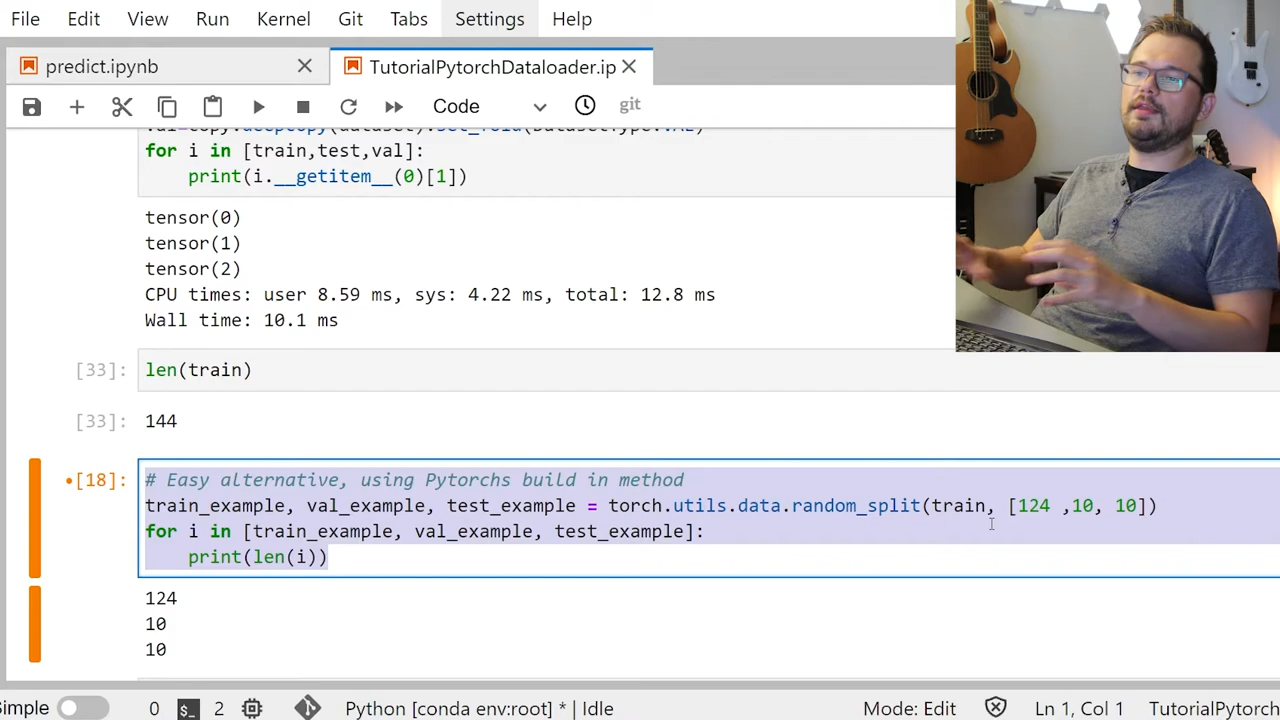 File Edit View Run Kernel Git Tabs Settings Help
predict.ipynb
TutorialPytorchDataloader.ip
Code
git
for i in [train,test,val]:
print(i.__getitem__(0)[1])
tensor(0)
tensor(1)
tensor(2)
CPU times: user 8.59 ms, sys: 4.22 ms, total: 12.8 ms
Wall time: 10.1 ms
[33]: len(train)
[33]: 144
[18]: # Easy alternative, using Pytorchs build in method
train_example, val_example, test_example = torch.utils.data.random_split(train, [124 ,10, 10])
for i in [train_example, val_example, test_example]:
print(len(i))
124
10
10
imple 0 $_ 2 Python [conda env:root] * | Idle Mode: Edit Ln 1, Col 1 TutorialPytorch